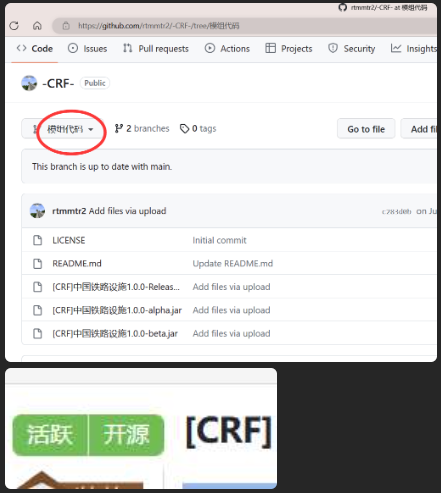 rtmmtr2/-CRF- at 模组代码
https://github.com/rtmmtr2/-CRF-/tree/模组代码
Code Issues Pull requests Actions Projects Security Insights
-CRF- Public
模组代码 2 branches 0 tags Go to file Add
This branch is up to date with main.
rtmmtr2 Add files via upload c283d0b on
LICENSE Initial commit
README.md Update README.md
[CRF]中国铁路设施1.0.0-Releas... Add files via upload
[CRF]中国铁路设施1.0.0-alpha.jar Add files via upload
[CRF]中国铁路设施1.0.0-beta.jar Add files via upload
活跃 开源 [CRF]